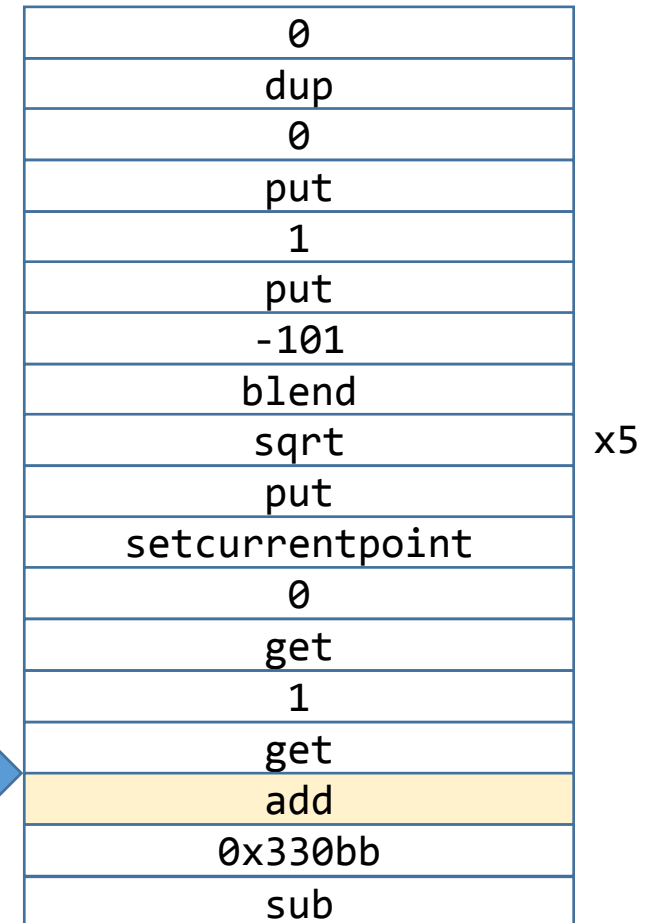 0
dup
0
put
1
put
-101
blend
sqrt x5
put
setcurrentpoint
0
get
1
get
add
0x330bb
sub